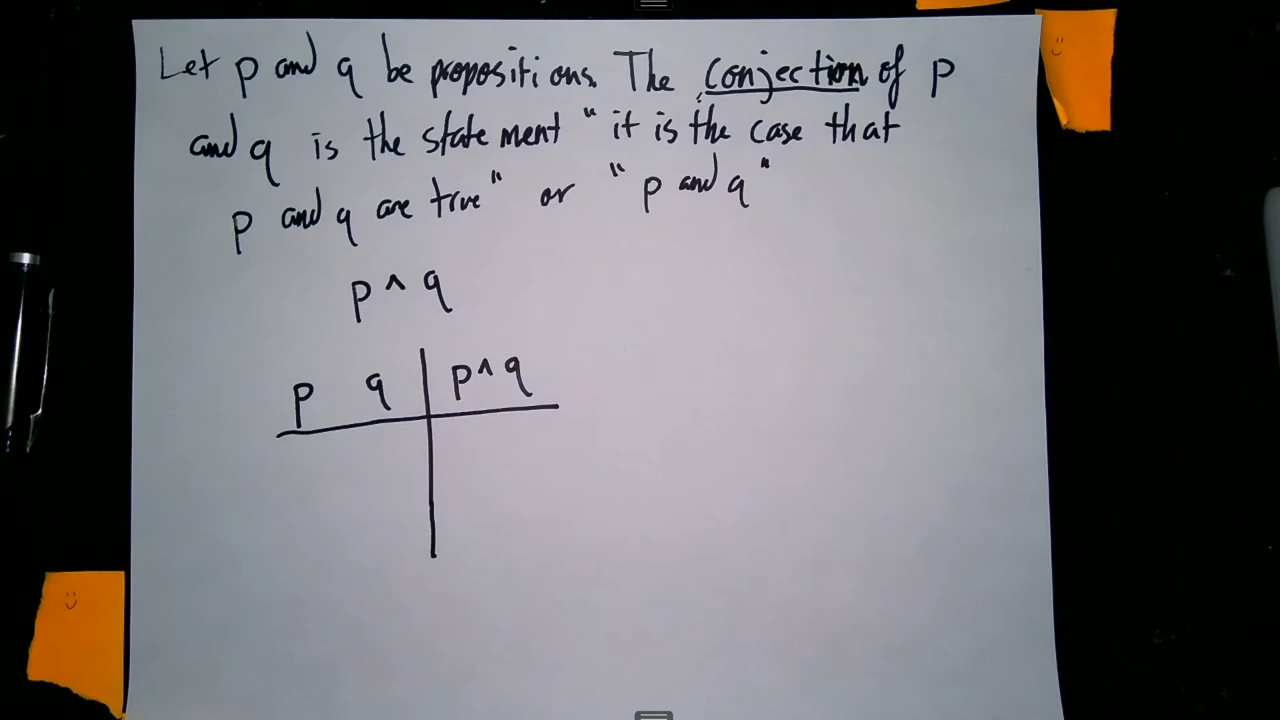 Let p and q be propositions. The conjection of p
and q is the statement "it is the case that
p and q are true" or "p and q"
p ^ q
p q p ^ q